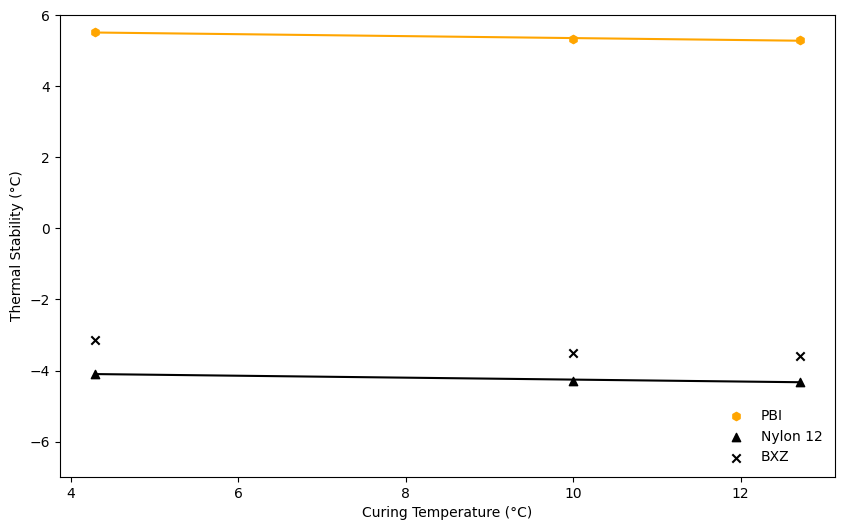 6
4
2
0
−2
−4
−6
Thermal Stability (°C)
PBI
Nylon 12
BXZ
4 6 8 10 12
Curing Temperature (°C)